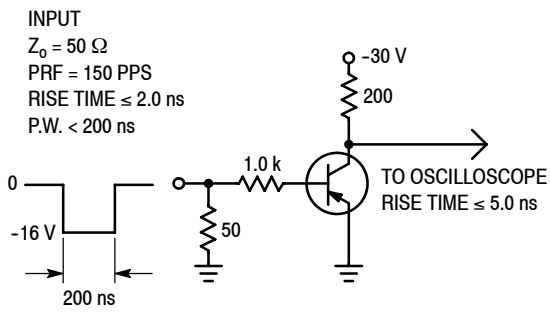 INPUT
Zo = 50 Ω
PRF = 150 PPS
RISE TIME ≤ 2.0 ns
P.W. < 200 ns
0
-16 V
200 ns
1.0 k
50
-30 V
200
TO OSCILLOSCOPE
RISE TIME ≤ 5.0 ns